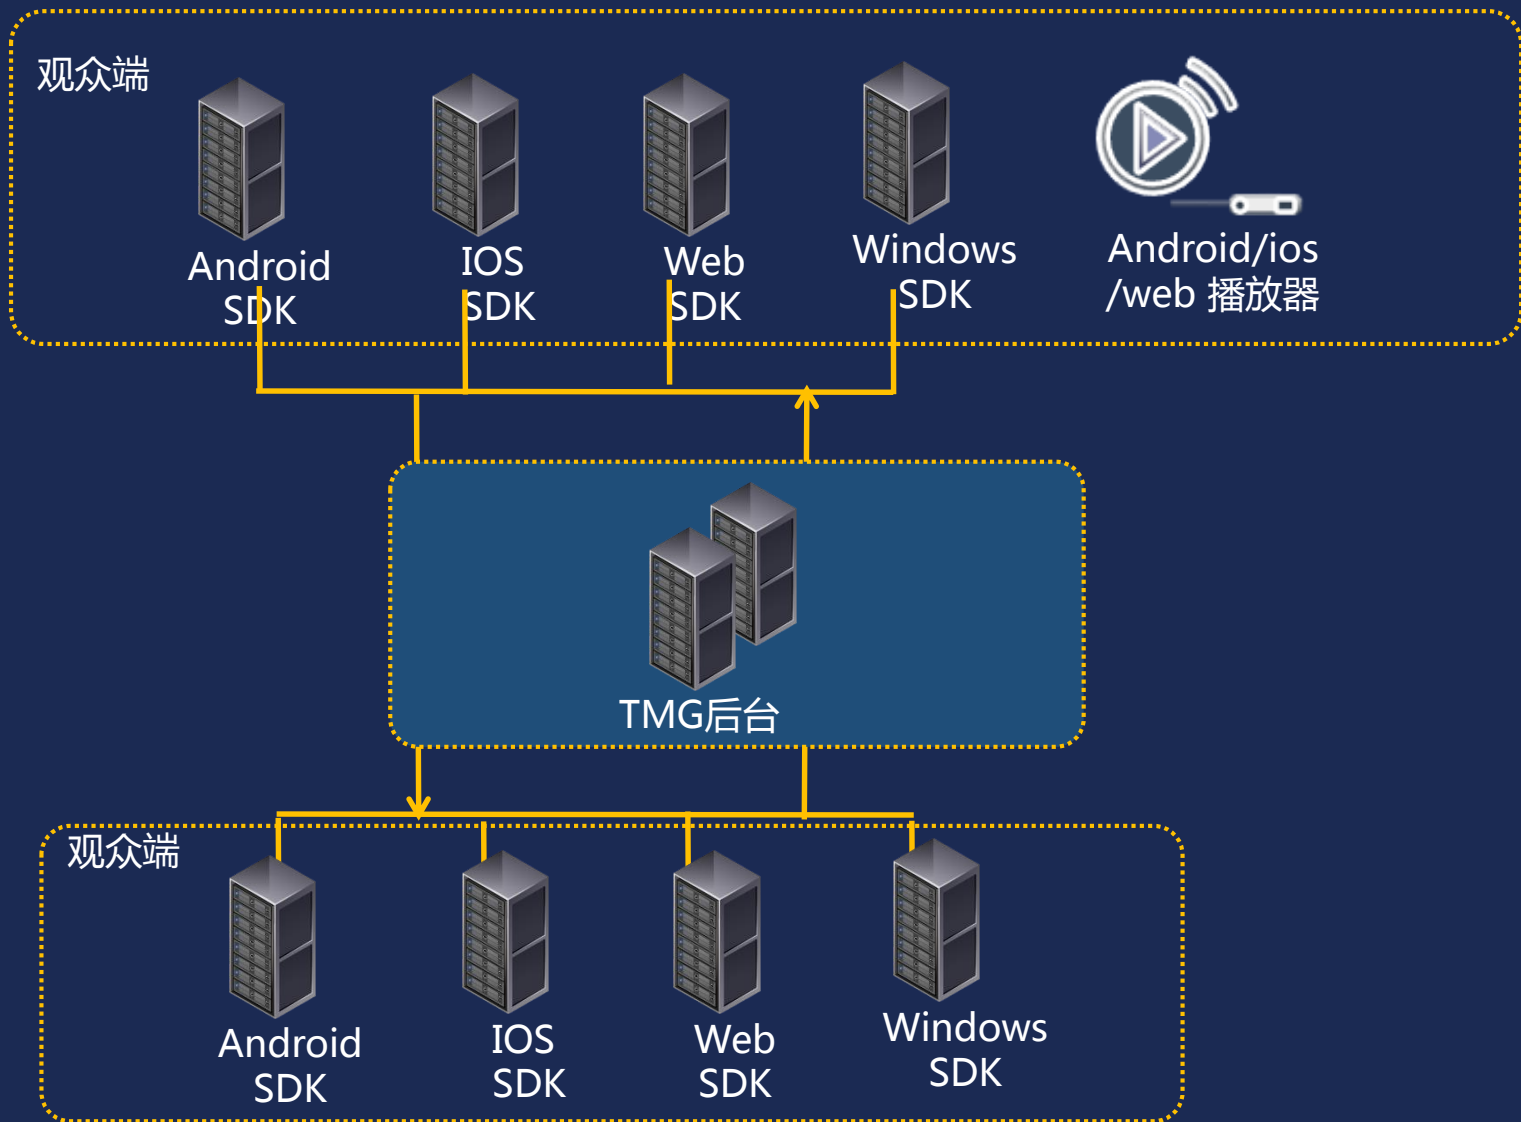 观众端
Android
SDK
IOS
SDK
Web
SDK
Windows
SDK
Android/ios
/web 播放器
TMG后台
观众端
Android
SDK
IOS
SDK
Web
SDK
Windows
SDK